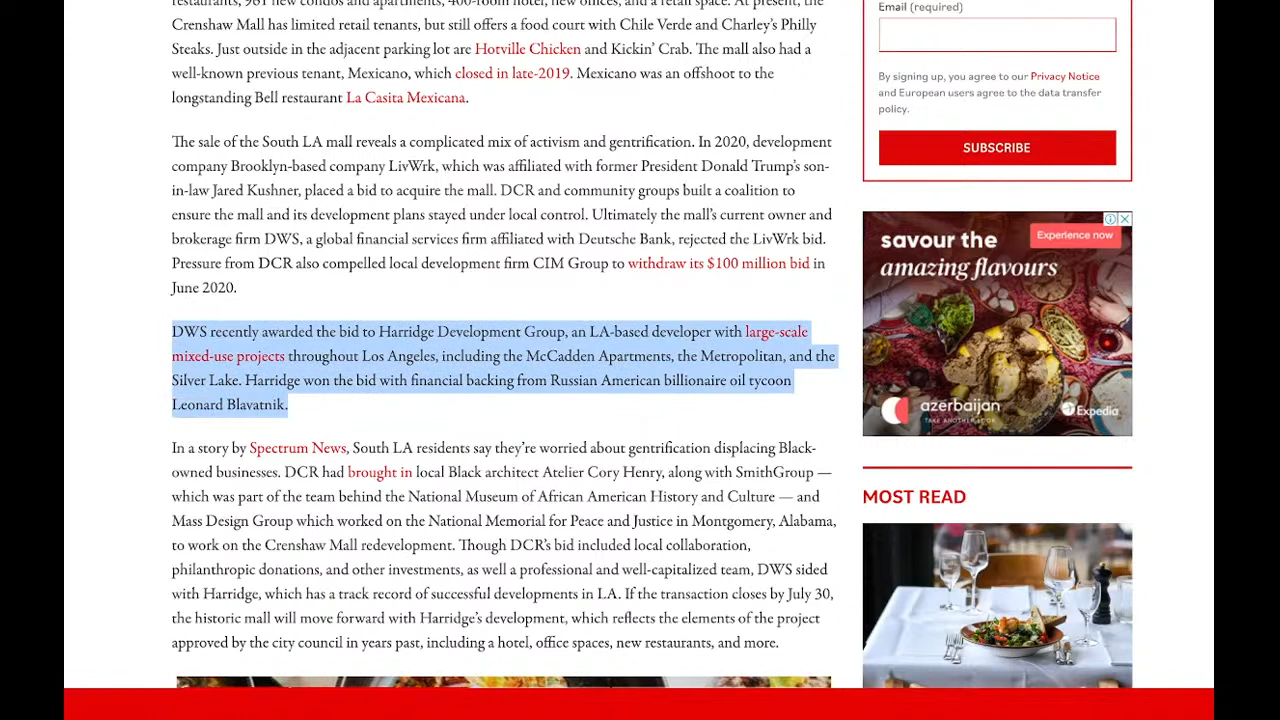 restaurants, 961 new condos and apartments, 400-room hotel, new offices, and a retail space. At present, the
Crenshaw Mall has limited retail tenants, but still offers a food court with Chile Verde and Charley's Philly
Steaks. Just outside in the adjacent parking lot are Hotville Chicken and Kickin' Crab. The mall also had a
well-known previous tenant, Mexicano, which closed in late-2019. Mexicano was an offshoot to the
longstanding Bell restaurant La Casita Mexicana.
The sale of the South LA mall reveals a complicated mix of activism and gentrification. In 2020, development
company Brooklyn-based company LivWrk, which was affiliated with former President Donald Trump's son-
in-law Jared Kushner, placed a bid to acquire the mall. DCR and community groups built a coalition to
ensure the mall and its development plans stayed under local control. Ultimately the mall's current owner and
brokerage firm DWS, a global financial services firm affiliated with Deutsche Bank, rejected the LivWrk bid.
Pressure from DCR also compelled local development firm CIM Group to withdraw its $100 million bid in
June 2020.
DWS recently awarded the bid to Harridge Development Group, an LA-based developer with large-scale
mixed-use projects throughout Los Angeles, including the McCadden Apartments, the Metropolitan, and the
Silver Lake. Harridge won the bid with financial backing from Russian American billionaire oil tycoon
Leonard Blavatnik.
In a story by Spectrum News, South LA residents say they're worried about gentrification displacing Black-
owned businesses. DCR had brought in local Black architect Atelier Cory Henry, along with SmithGroup —
which was part of the team behind the National Museum of African American History and Culture — and
Mass Design Group which worked on the National Memorial for Peace and Justice in Montgomery, Alabama,
to work on the Crenshaw Mall redevelopment. Though DCR's bid included local collaboration,
philanthropic donations, and other investments, as well a professional and well-capitalized team, DWS sided
with Harridge, which has a track record of successful developments in LA. If the transaction closes by July 30,
the historic mall will move forward with Harridge's development, which reflects the elements of the project
approved by the city council in years past, including a hotel, office spaces, new restaurants, and more.
Email (required)
By signing up, you agree to our Privacy Notice
and European users agree to the data transfer
policy.
SUBSCRIBE
savour the
amazing flavours
Experience now
azerbaijan
TAKE ANOTHER LOOK
Expedia
MOST READ